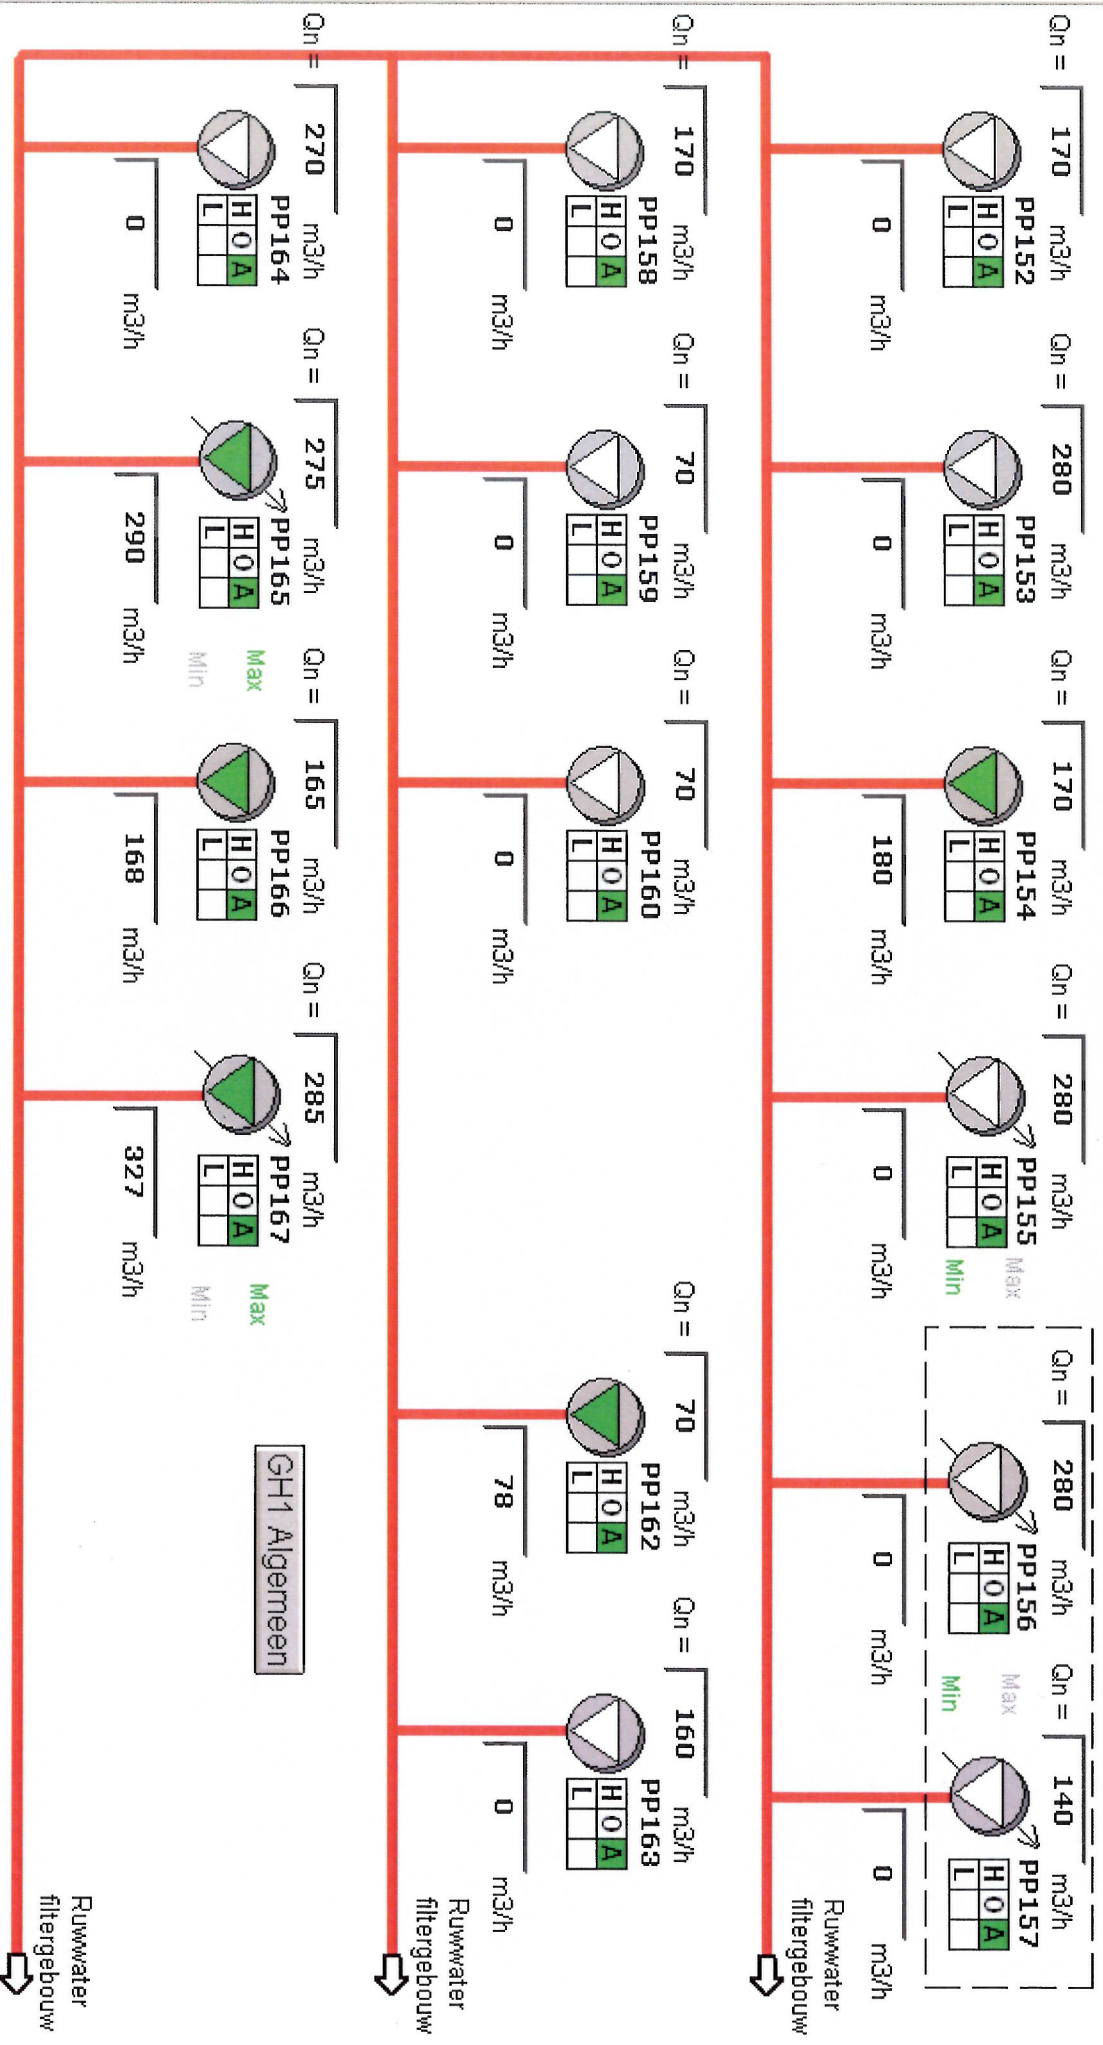 Qn = 170 m3/h
PP152
H O A
L
0 m3/h
Qn = 280 m3/h
PP153
H O A
L
0 m3/h
Qn = 170 m3/h
PP154
H O A
L
180 m3/h
Qn = 280 m3/h
PP155
H O A
L
Max
Min
0 m3/h
Qn = 280 m3/h
PP156
H O A
L
Max
Min
0 m3/h
Qn = 140 m3/h
PP157
H O A
L
0 m3/h
Ruwwater
filtergebouw
Qn = 170 m3/h
PP158
H O A
L
0 m3/h
Qn = 70 m3/h
PP159
H O A
L
0 m3/h
Qn = 70 m3/h
PP160
H O A
L
0 m3/h
Qn = 70 m3/h
PP162
H O A
L
78 m3/h
Qn = 160 m3/h
PP163
H O A
L
0 m3/h
Ruwwater
filtergebouw
Qn = 270 m3/h
PP164
H O A
L
0 m3/h
Qn = 275 m3/h
PP165
H O A
L
Max
Min
290 m3/h
Qn = 165 m3/h
PP166
H O A
L
168 m3/h
Qn = 285 m3/h
PP167
H O A
L
Max
Min
327 m3/h
GH1 Algemeen
Ruwwater
filtergebouw